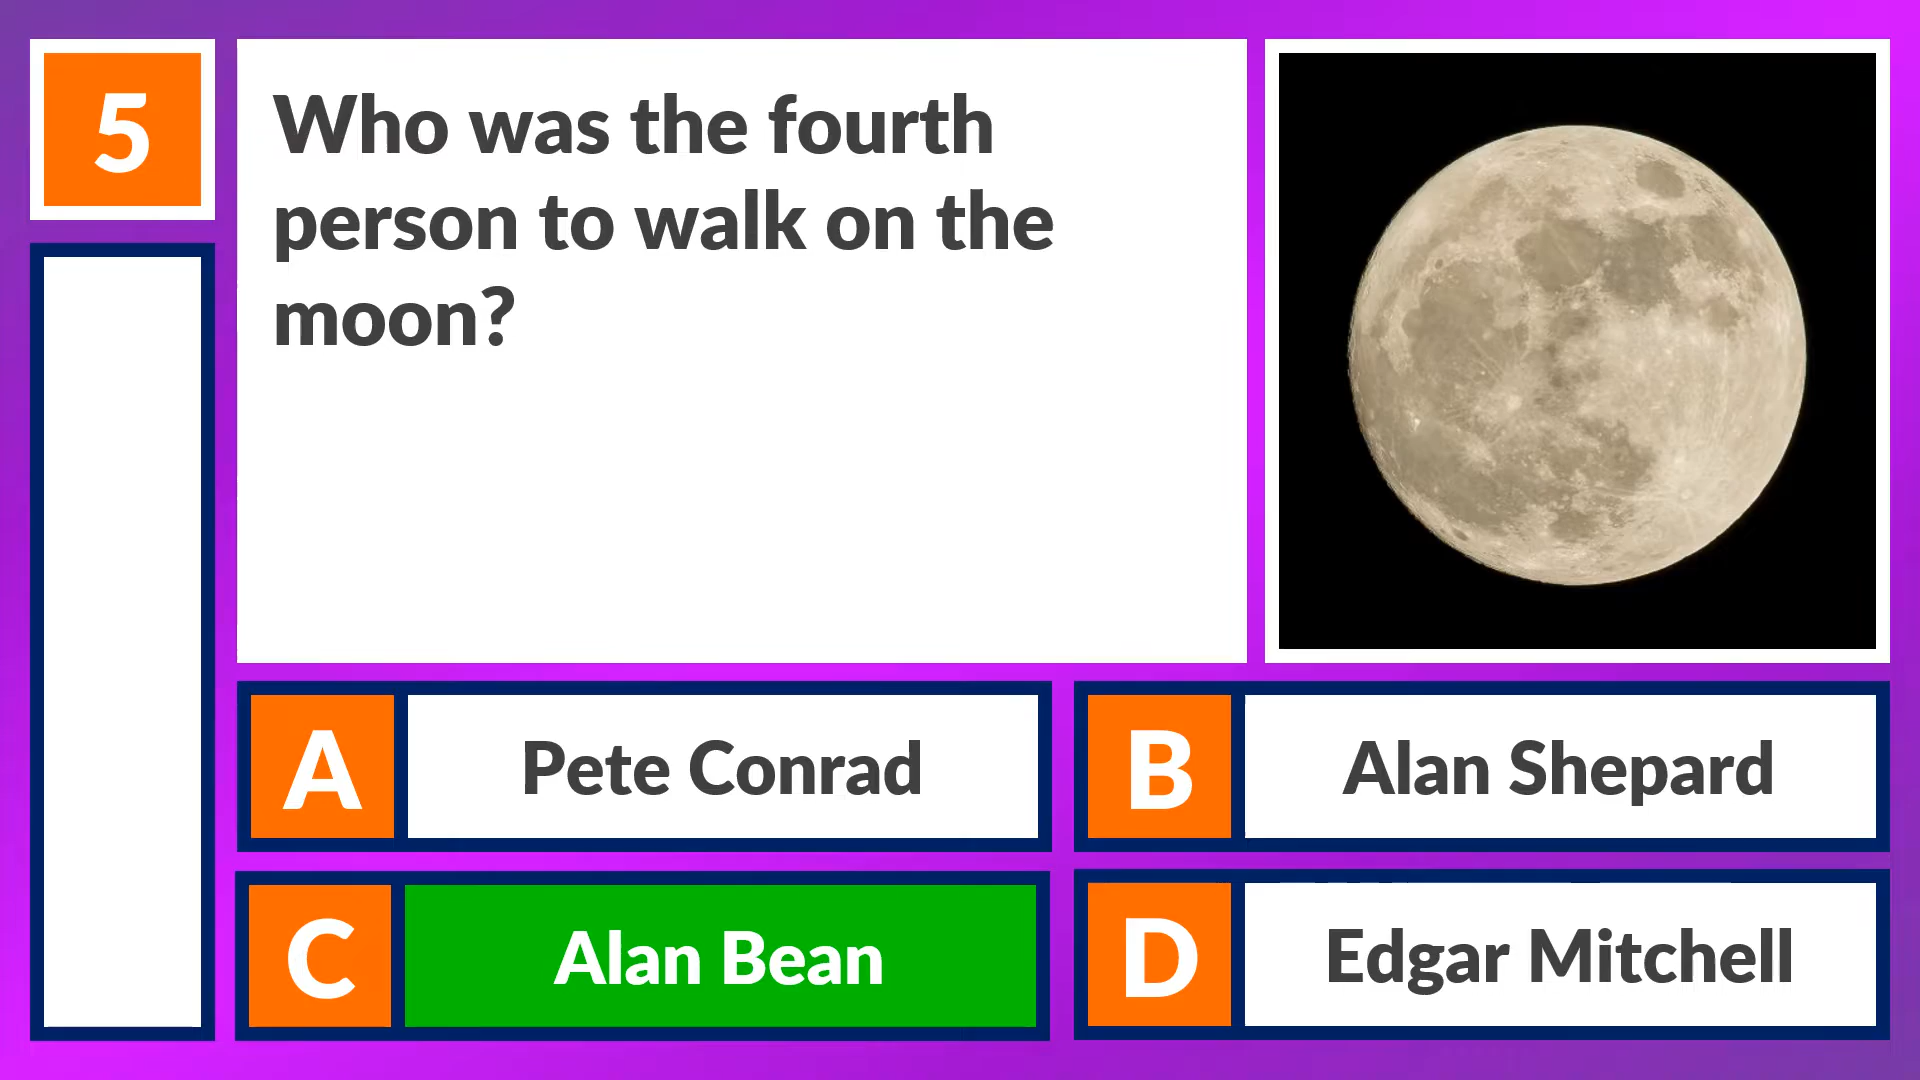 5
Who was the fourth
person to walk on the
moon?
A
Pete Conrad
B
Alan Shepard
C
Alan Bean
D
Edgar Mitchell